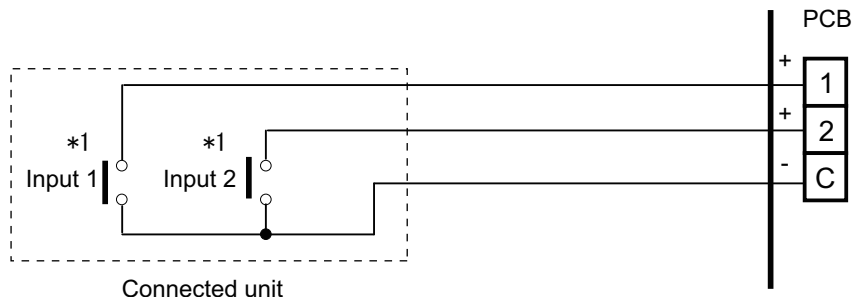 PCB
+
1
+
2
-
C
*1
*1
Input 1
Input 2
Connected unit